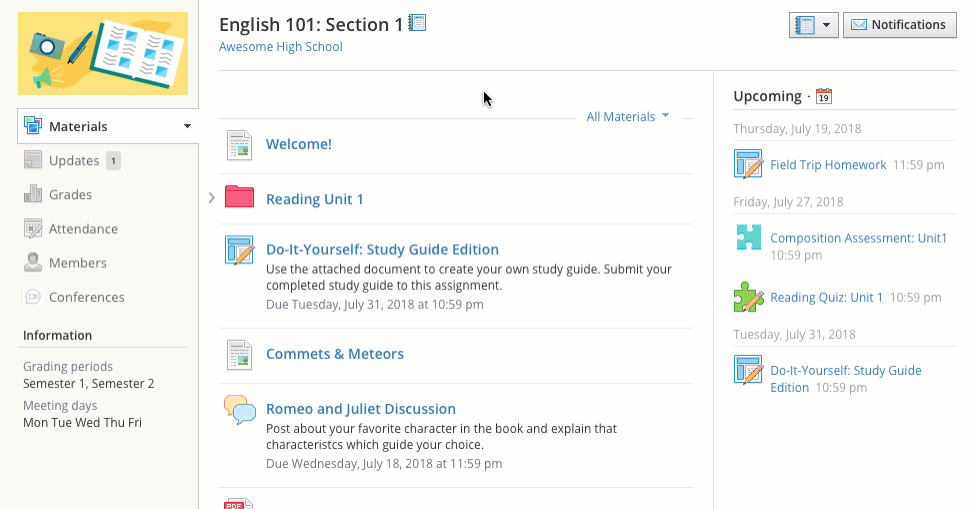 English 101: Section 1
Awesome High School
Notifications
Materials
Updates 1
Grades
Attendance
Members
Conferences
Information
Grading periods
Semester 1, Semester 2
Meeting days
Mon Tue Wed Thu Fri
All Materials
Welcome!
Reading Unit 1
Do-It-Yourself: Study Guide Edition
Use the attached document to create your own study guide. Submit your
completed study guide to this assignment.
Due Tuesday, July 31, 2018 at 10:59 pm
Commets & Meteors
Romeo and Juliet Discussion
Post about your favorite character in the book and explain that
characteristcs which guide your choice.
Due Wednesday, July 18, 2018 at 11:59 pm
PDF
Upcoming · 19
Thursday, July 19, 2018
Field Trip Homework 11:59 pm
Friday, July 27, 2018
Composition Assessment: Unit1
10:59 pm
Reading Quiz: Unit 1 10:59 pm
Tuesday, July 31, 2018
Do-It-Yourself: Study Guide
Edition 10:59 pm